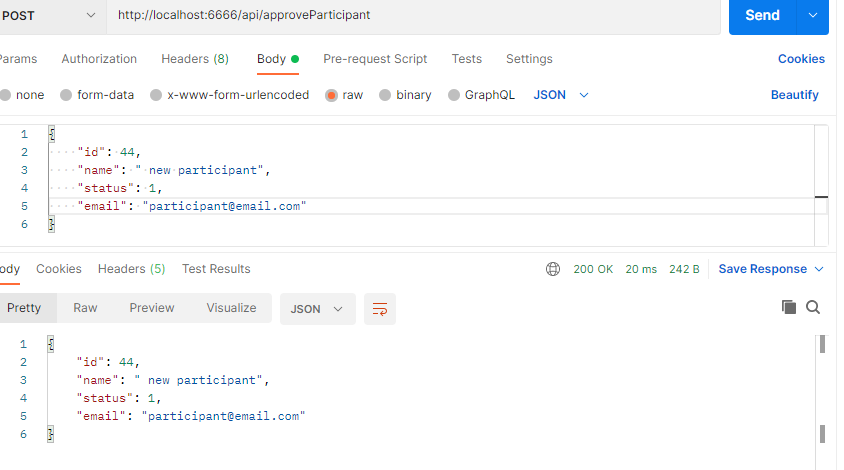 POST http://localhost:6666/api/approveParticipant Send
Params Authorization Headers (8) Body Pre-request Script Tests Settings Cookies
none form-data x-www-form-urlencoded raw binary GraphQL JSON Beautify
1 {
2 "id": 44,
3 "name": " new participant",
4 "status": 1,
5 "email": "participant@email.com"
6 }
ody Cookies Headers (5) Test Results 200 OK 20 ms 242 B Save Response
Pretty Raw Preview Visualize JSON
1 {
2 "id": 44,
3 "name": " new participant",
4 "status": 1,
5 "email": "participant@email.com"
6 }